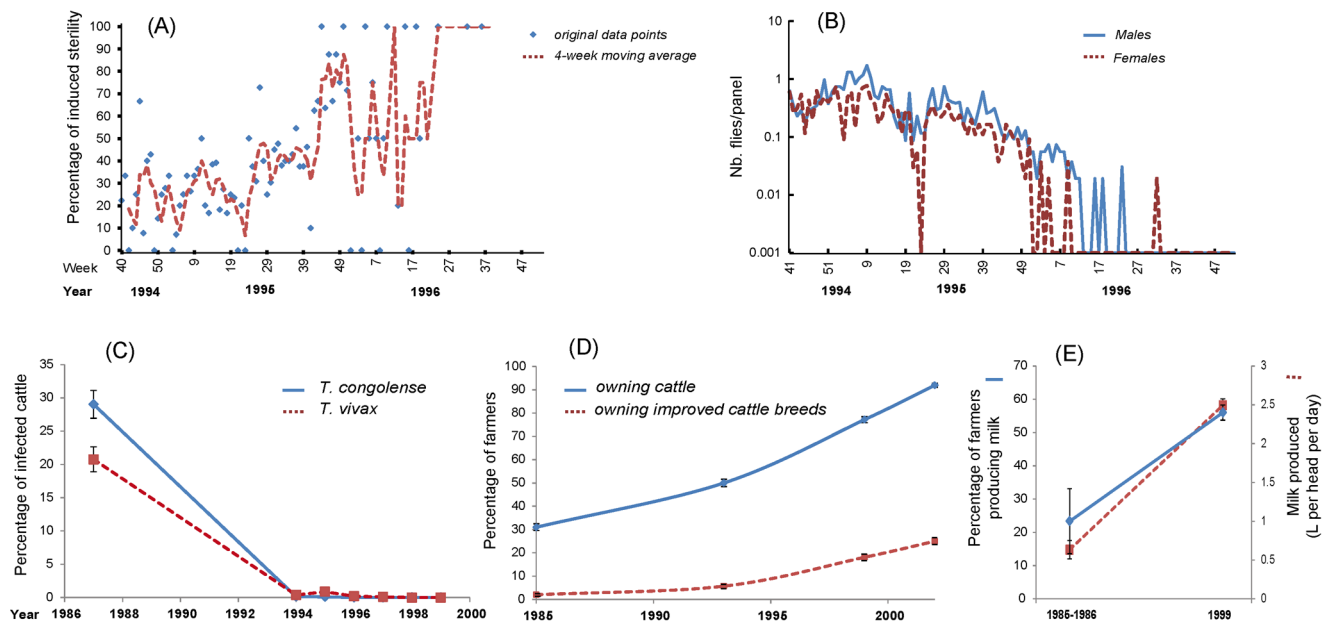 (A)
Percentage of induced sterility
100
90
80
70
60
50
40
30
20
10
0
original data points
4-week moving average
Week
40 50 9 19 29 39 49 7 17 27 37 47
Year 1994 1995 1996
(B)
Nb. flies/panel
1
0.1
0.01
0.001
Males
Females
41 51 9 19 29 39 49 7 17 27 37 47
1994 1995 1996
(C)
Percentage of infected cattle
35
30
25
20
15
10
5
0
T. congolense
T. vivax
Year 1986 1988 1990 1992 1994 1996 1998 2000
(D)
Percentage of farmers
100
90
80
70
60
50
40
30
20
10
0
owning cattle
owning improved cattle breeds
1985 1990 1995 2000
(E)
Percentage of farmers
producing milk
70
60
50
40
30
20
10
0
3
2.5
2
1.5
1
0.5
0
Milk produced
(L per head per day)
1985-1986 1999